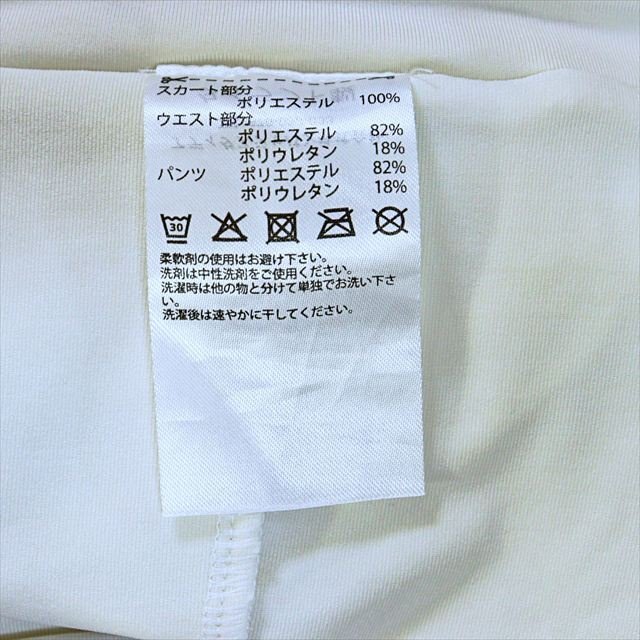 スカート部分
ポリエステル 100%
ウエスト部分
ポリエステル 82%
ポリウレタン 18%
パンツ ポリエステル 82%
ポリウレタン 18%
30
柔軟剤の使用はお避け下さい。
洗剤は中性洗剤をご使用ください。
洗濯時は他の物と分けて単独でお洗い下さ
い。
洗濯後は速やかに干してください。